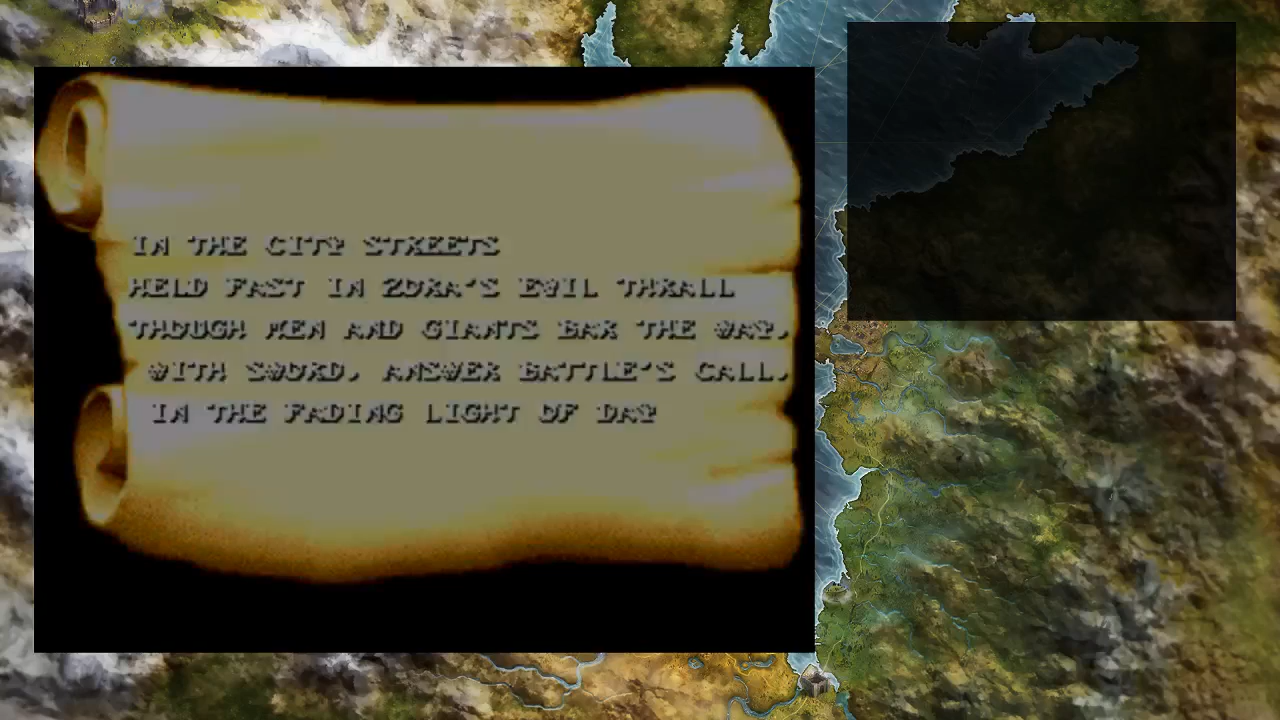 IN THE CITY STREETS
HELD FAST IN ZORA'S EVIL THRALL
THOUGH MEN AND GIANTS BAR THE WAY,
WITH SWORD, ANSWER BATTLE'S CALL,
IN THE FADING LIGHT OF DAY